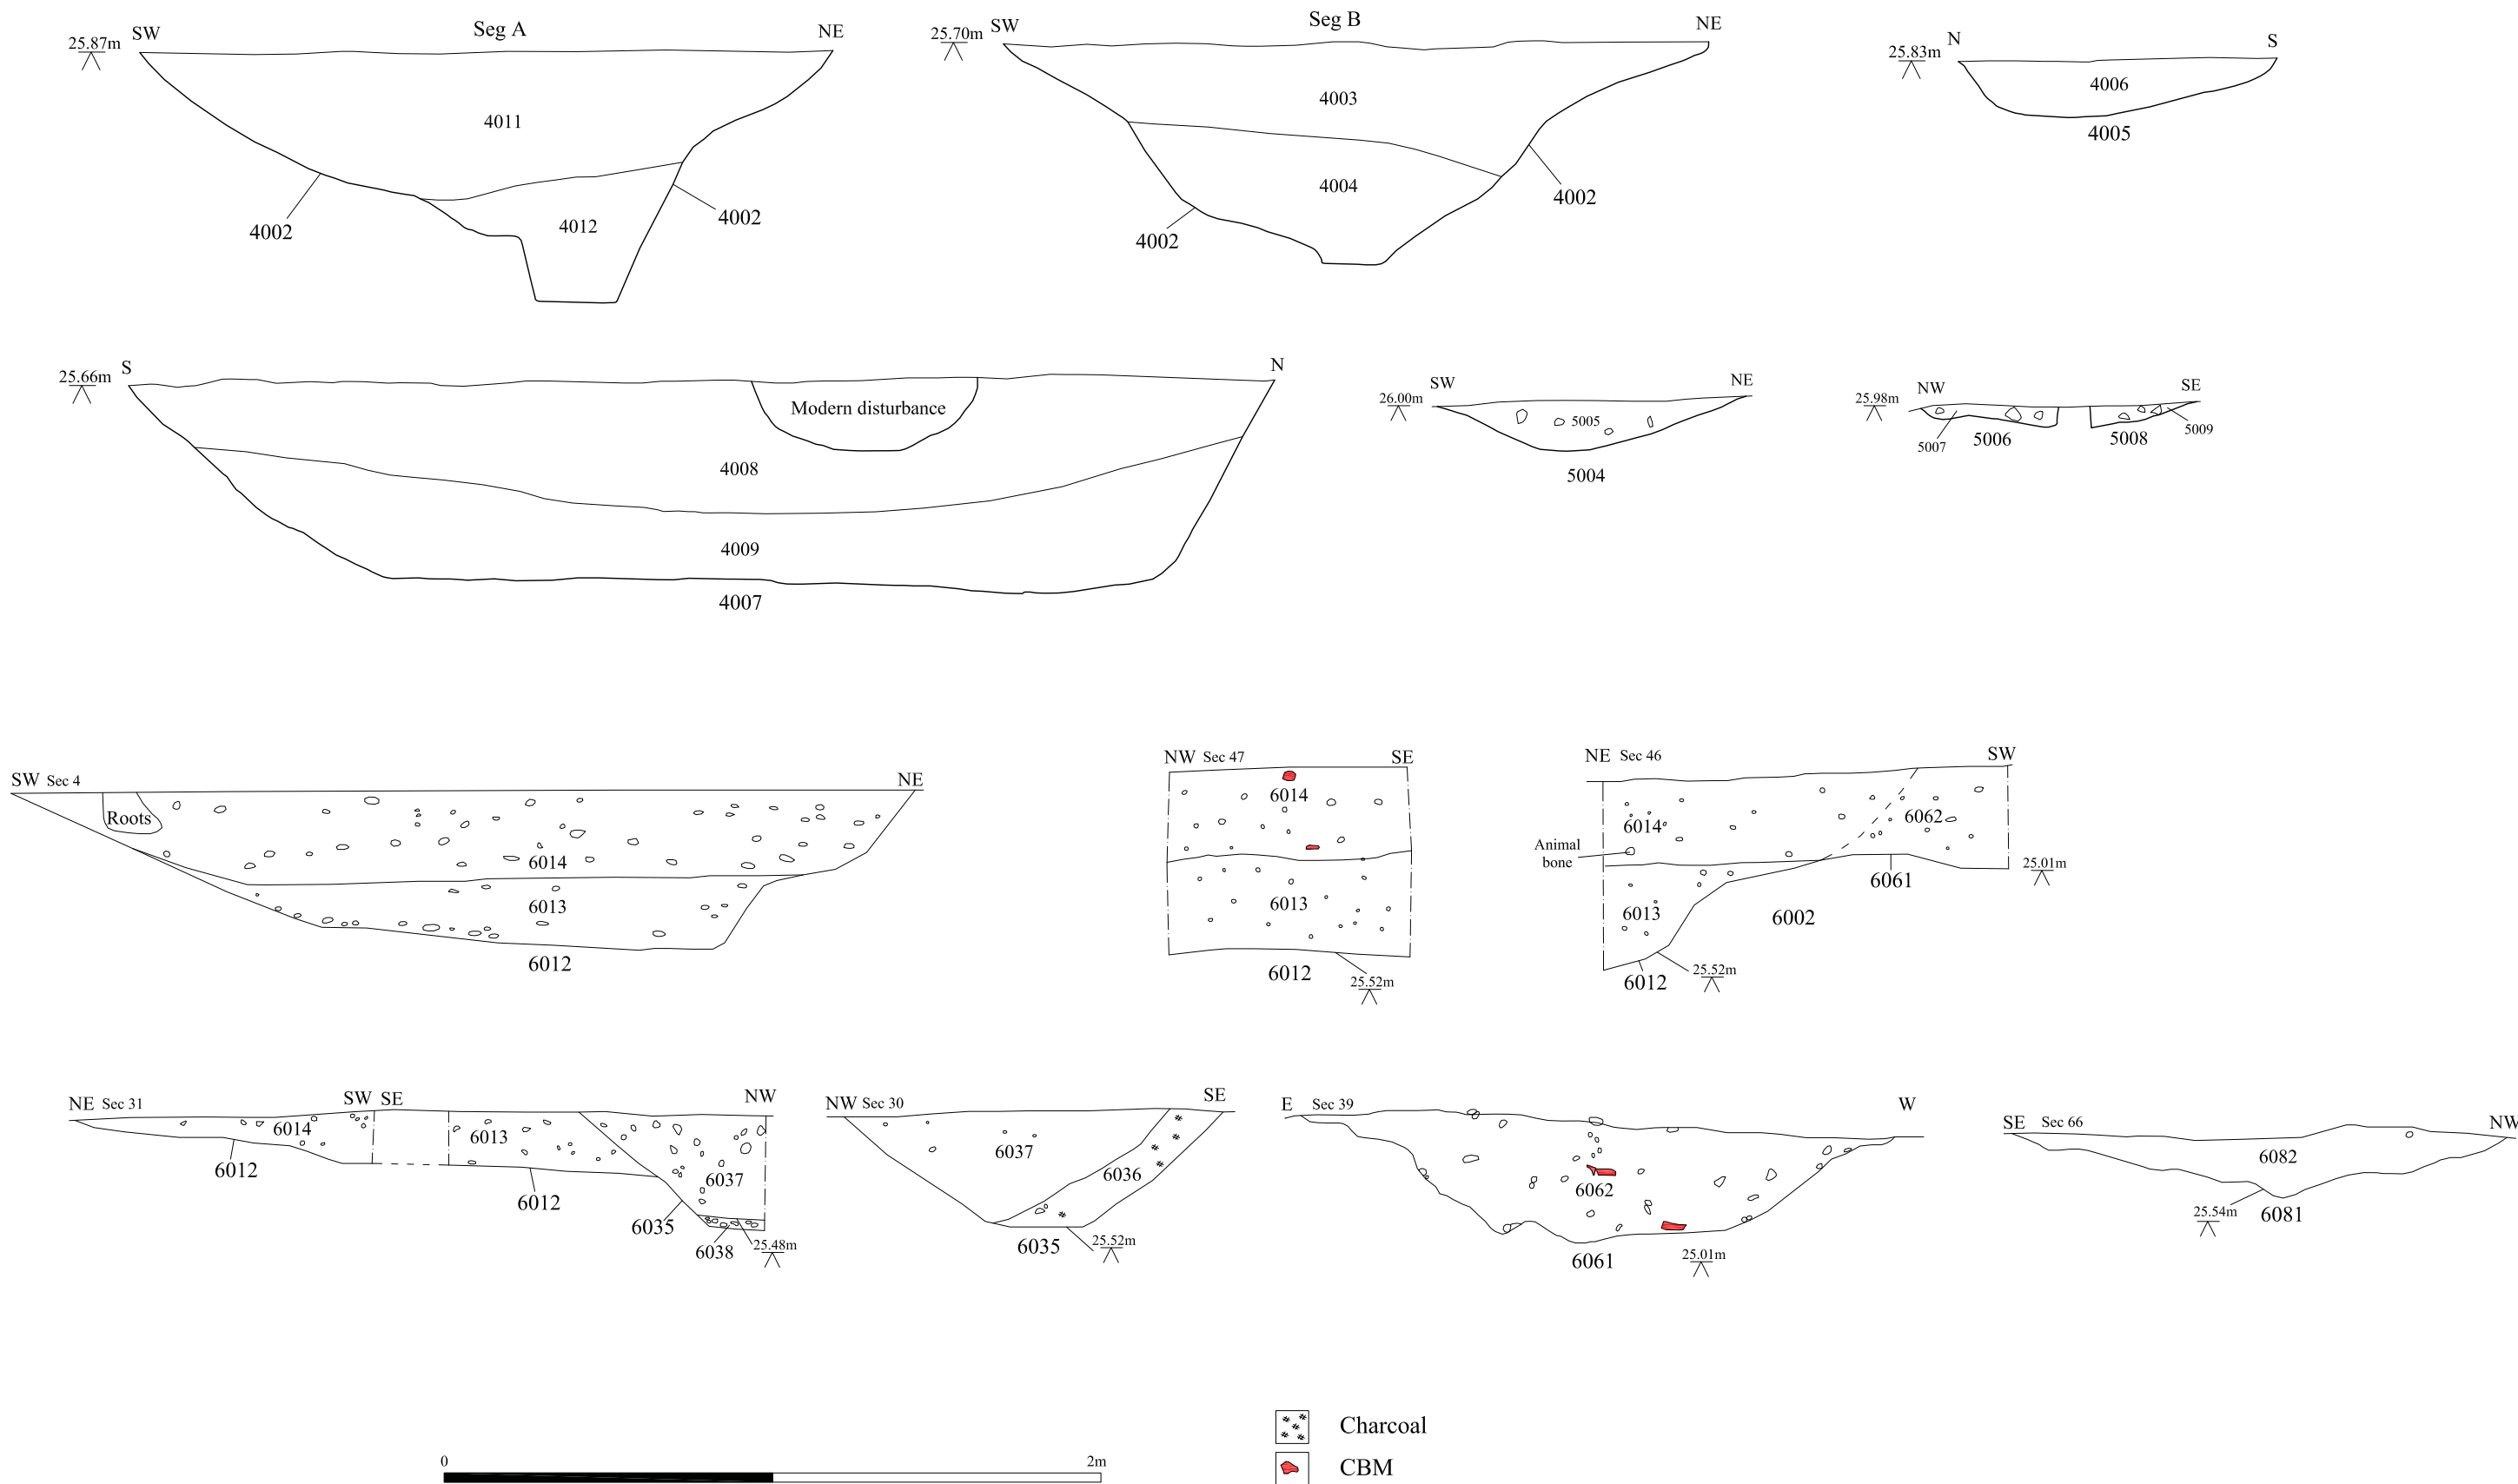 Seg A
25.87m SW NE
4011
4002 4012 4002
Seg B
25.70m SW NE
4003
4004
4002 4002
25.83m N S
4006
4005
25.66m S N
Modern disturbance
4008
4009
4007
SW NE
26.00m
5005
5004
NW SE
25.98m
5007 5006 5008 5009
SW Sec 4 NE
Roots
6014
6013
6012
NW Sec 47 SE
6014
6013
6012
25.52m
NE Sec 46 SW
6014 6062
Animal
bone
6061 25.01m
6013 6002
6012 25.52m
NE Sec 31 SW SE NW
6014 6013
6012 6012 6037
6035
6038 25.48m
NW Sec 30 SE
6037 6036
6035 25.52m
E Sec 39 W
6062
6061 25.01m
SE Sec 66 NW
6082
25.54m 6081
Charcoal
CBM
0 2m